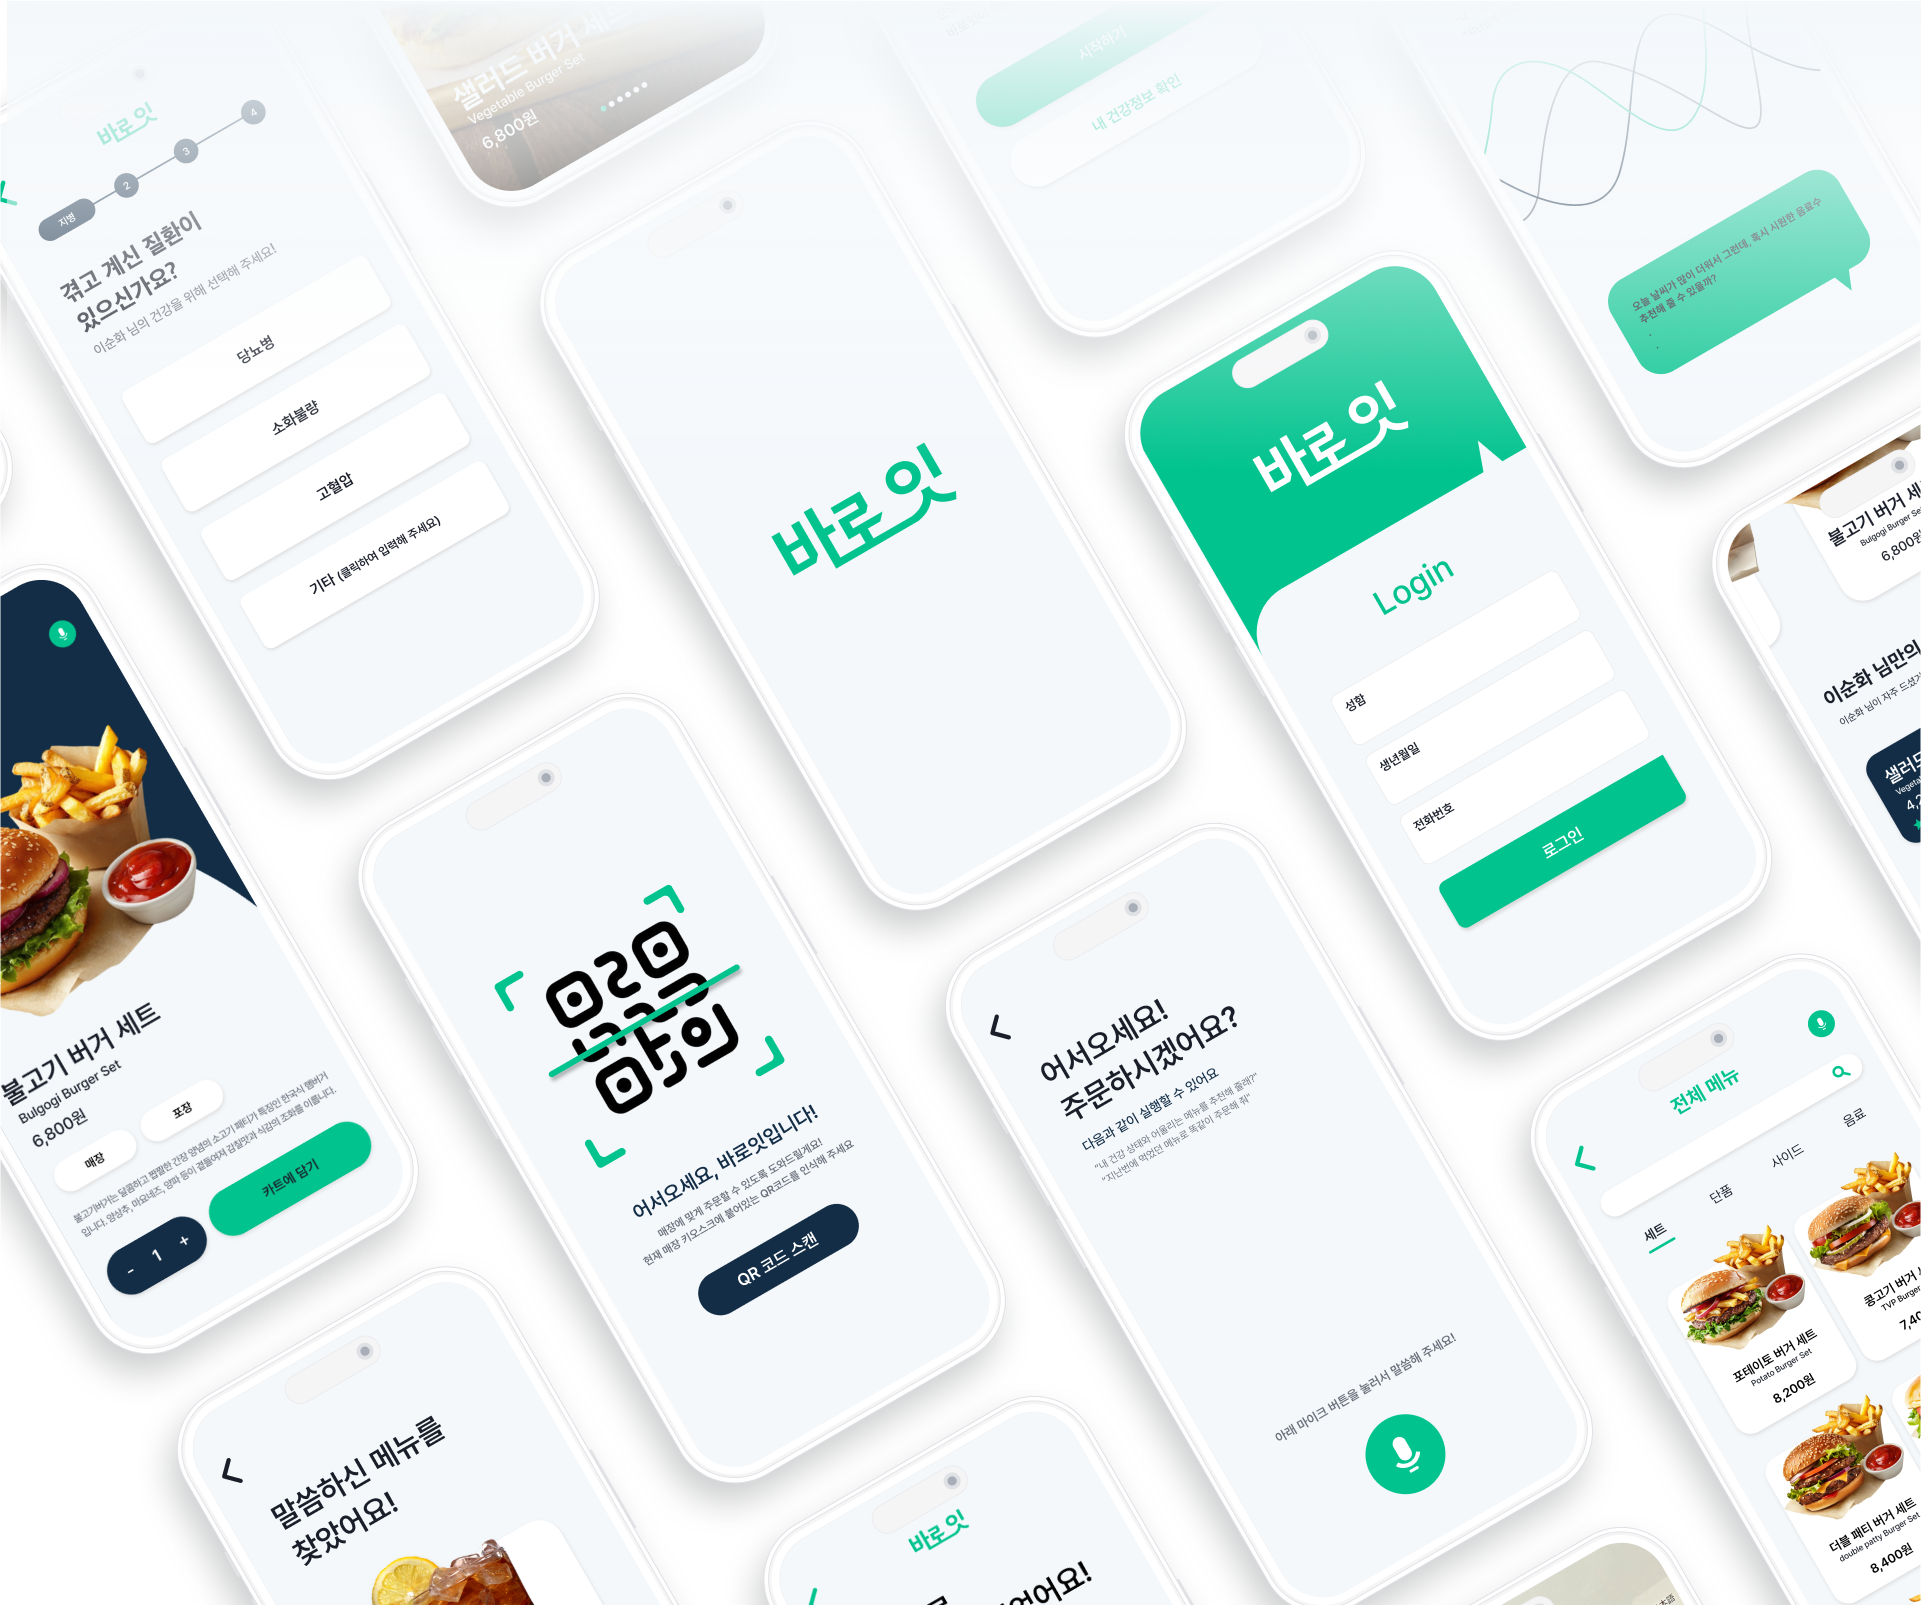 바로잇
지병
2
3
4
겪고 계신 질환이
있으신가요?
이순화 님의 건강을 위해 선택해 주세요!
당뇨병
소화불량
고혈압
기타 (클릭하여 입력해 주세요)
샐러드 버거 세트
Vegetable Burger Set
6,800원
시작하기
내 건강정보 확인
오늘 날씨가 많이 더워서 그런데, 혹시 시원한 음료수
추천해 줄 수 있을까?
바로잇
바로잇
Login
성함
생년월일
전화번호
로그인
불고기 버거 세
Bulgogi Burger Se
6,800원
이순화 님만의
이순화 님이 자주 드셨
샐러드
Vegeta
불고기 버거 세트
Bulgogi Burger Set
6,800원
매장
포장
불고기버거는 달콤하고 짭짤한 간장 양념의 소고기 패티가 특징인 한국식 햄버거
입니다. 양상추, 마요네즈, 양파 등이 곁들여져 감칠맛과 식감의 조화를 이룹니다.
- 1 +
카트에 담기
어서오세요, 바로잇입니다!
매장에 맞게 주문할 수 있도록 도와드릴게요!
현재 매장 키오스크에 붙어있는 QR코드를 인식해 주세요
QR 코드 스캔
어서오세요!
주문하시겠어요?
다음과 같이 실행할 수 있어요
"내 건강 상태와 어울리는 메뉴를 추천해 줄래?"
"지난번에 먹었던 메뉴로 똑같이 주문해 줘"
아래 마이크 버튼을 눌러서 말씀해 주세요!
전체 메뉴
세트
단품
사이드
음료
포테이토 버거 세트
Potato Burger Set
8,200원
콩고기 버거
TVP Burger
7,40
더블 패티 버거 세트
double patty Burger Set
8,400원
말씀하신 메뉴를
찾았어요!
바로잇
었어요!